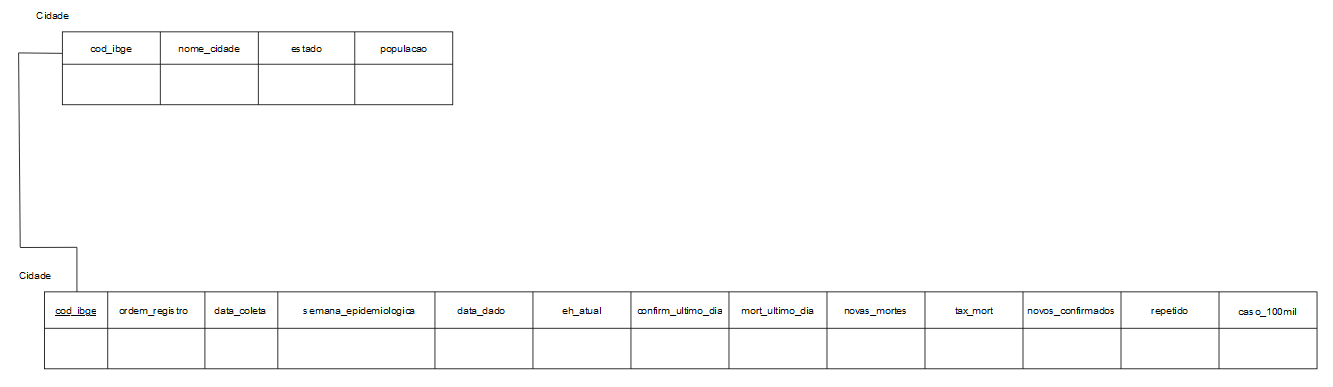 Cidade
cod_ibge nome_cidade estado populacao
Cidade
cod_ibge ordem_registro data_coleta semana_epidemiologica data_dado eh_atual confirm_ultimo_dia mort_ultimo_dia novas_mortes tax_mort novos_confirmados repetido caso_100mil